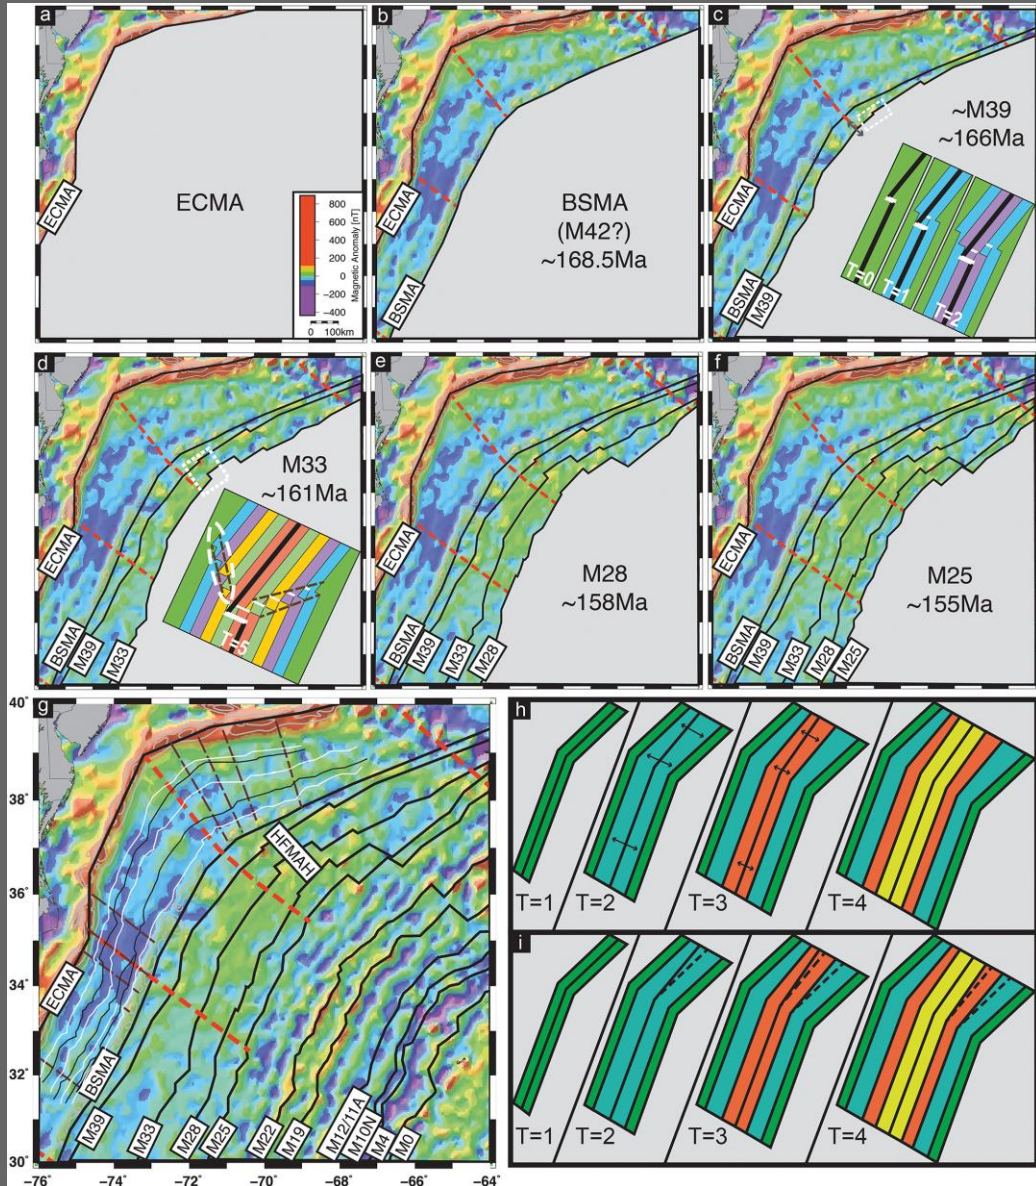 a
ECMA
ECMA
Magnetic Anomaly [nT]
800
600
400
200
0
−200
−400
0 100km
b
ECMA
BSMA
BSMA
(M42?)
~168.5Ma
c
ECMA
BSMA
M39
~M39
~166Ma
T=0
T=1
T=2
d
ECMA
BSMA
M39
M33
M33
~161Ma
T=5
e
ECMA
BSMA
M39
M33
M28
M28
~158Ma
f
ECMA
BSMA
M39
M33
M28
M25
M25
~155Ma
g
40˚
38˚
36˚
34˚
32˚
30˚
−76˚ −74˚ −72˚ −70˚ −68˚ −66˚ −64˚
HFMAH
ECMA
BSMA
M39
M33
M28
M25
M22
M19
M12/11A
M10N
M4
M0
h
T=1
T=2
T=3
T=4
i
T=1
T=2
T=3
T=4